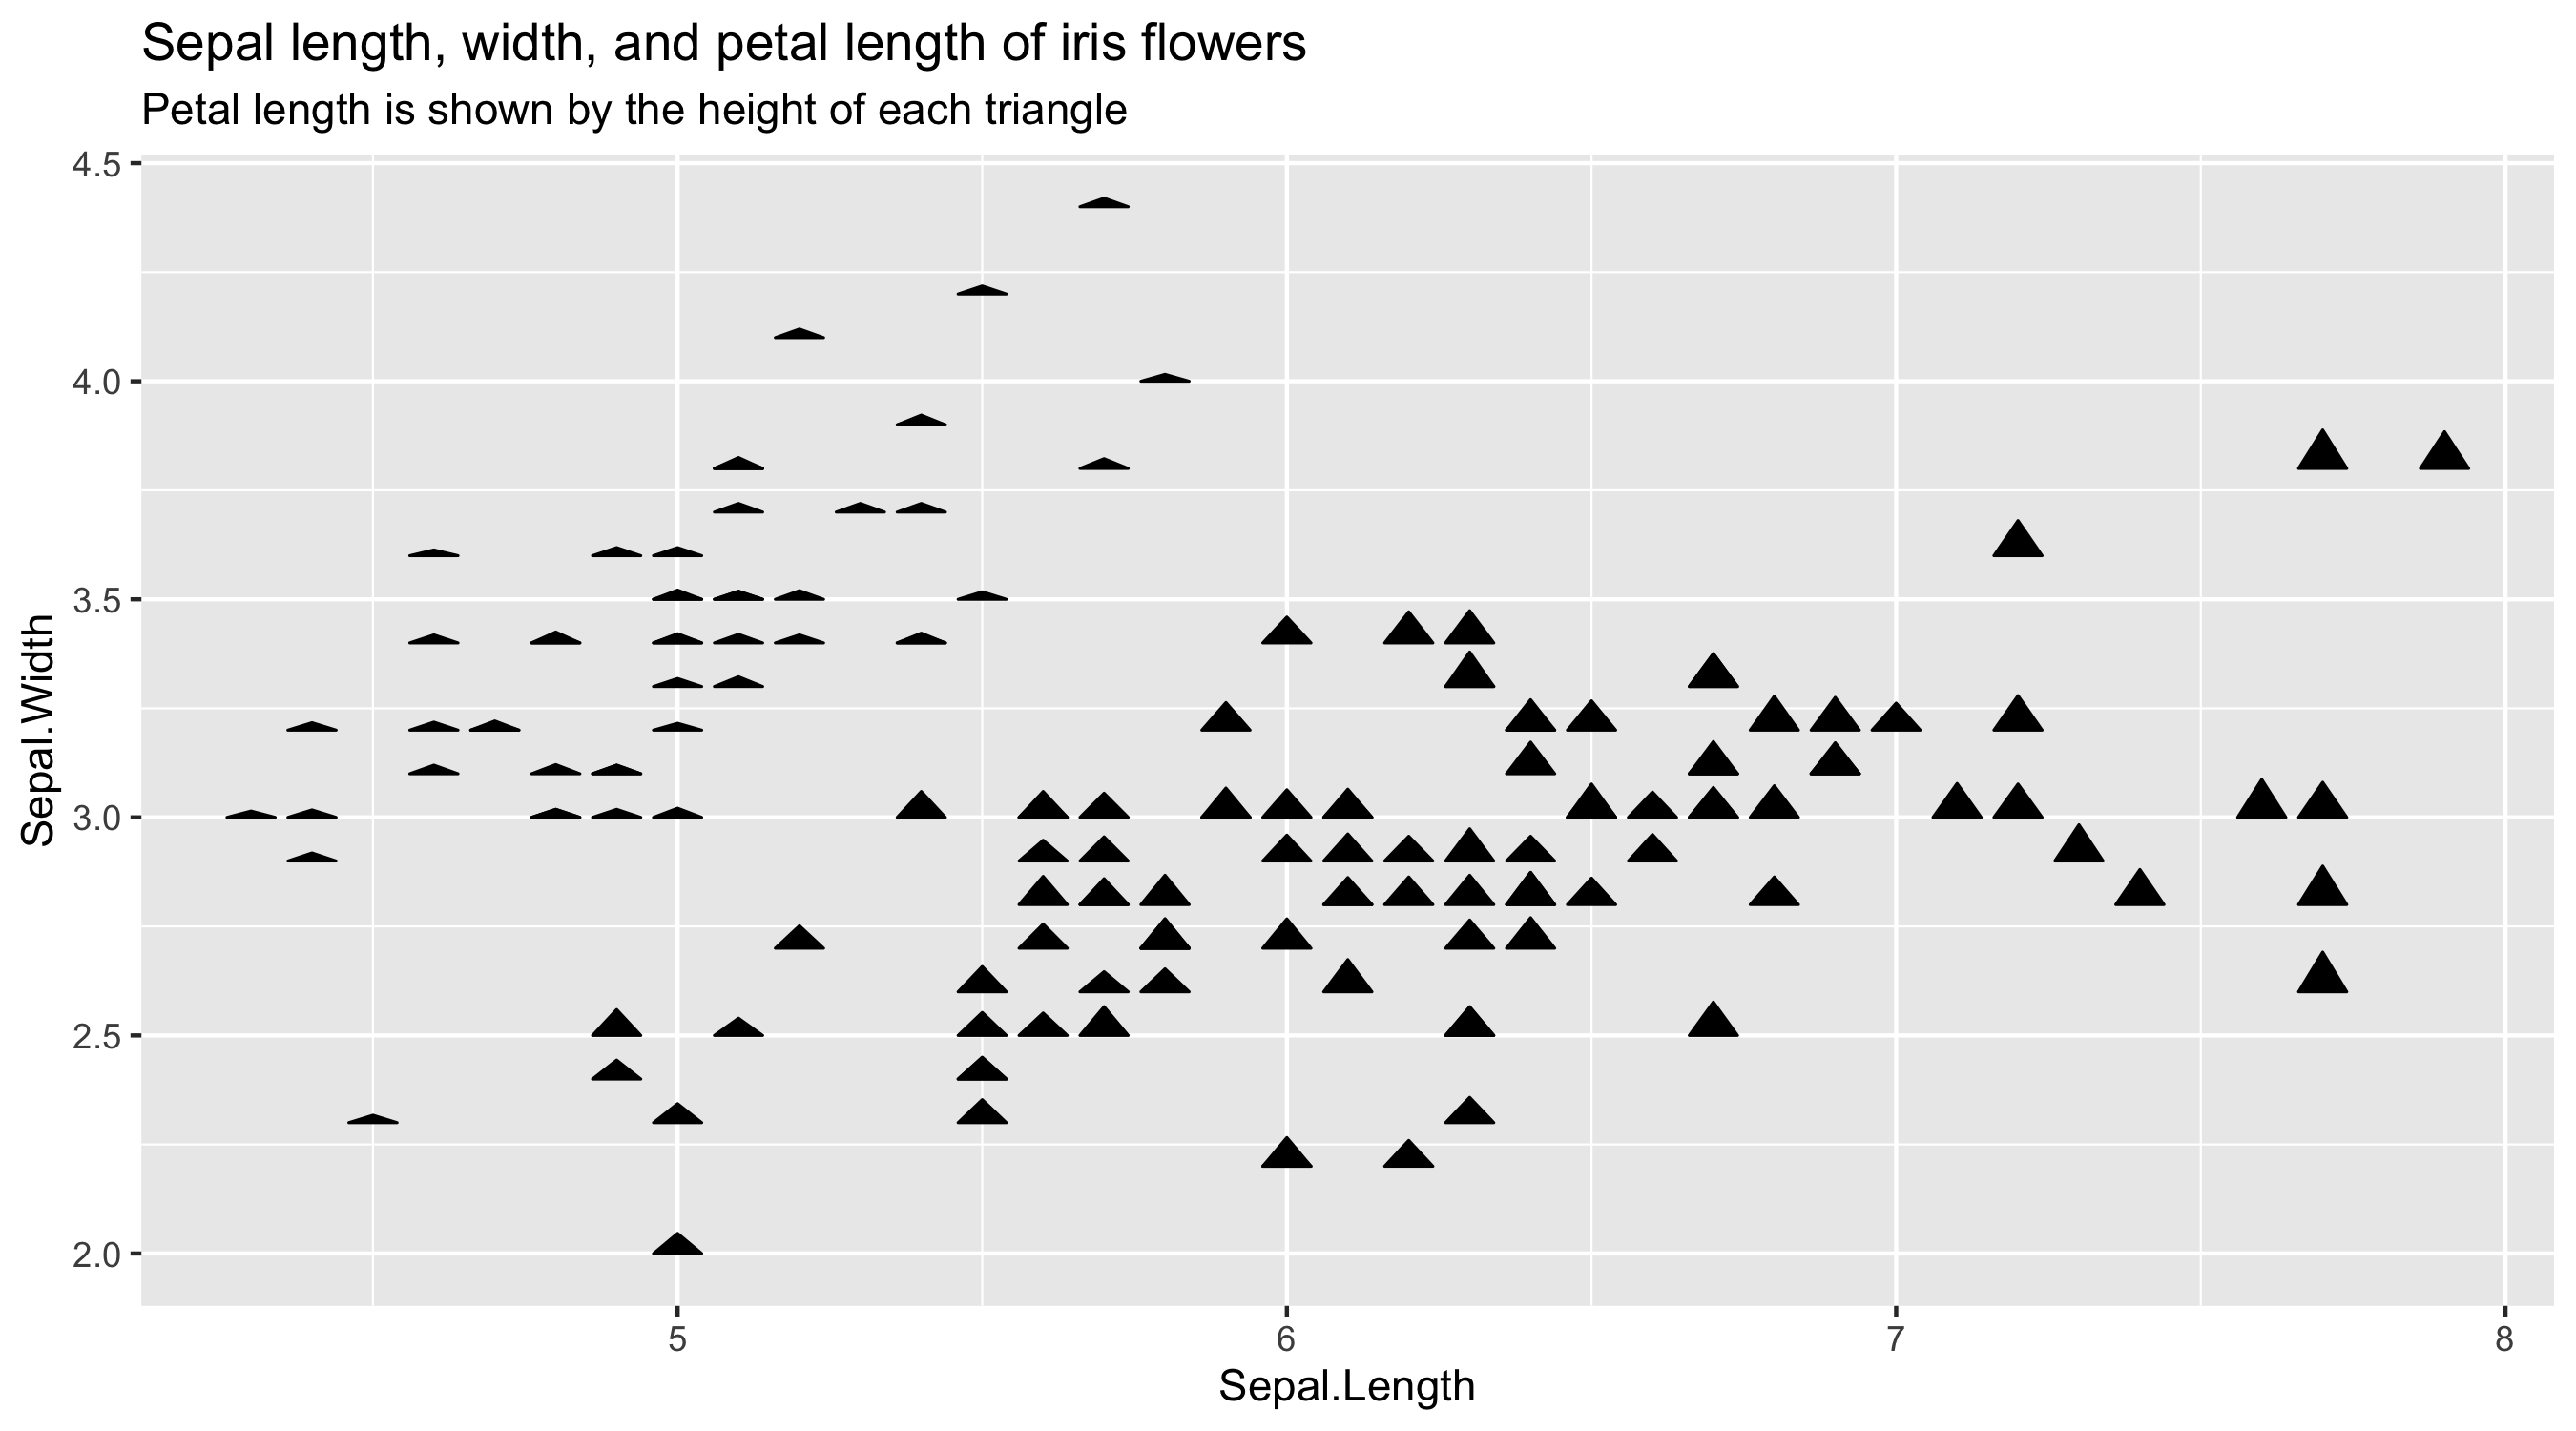 Sepal length, width, and petal length of iris flowers
Petal length is shown by the height of each triangle
4.5
4.0
3.5
3.0
2.5
2.0
Sepal.Width
5 6 7 8
Sepal.Length